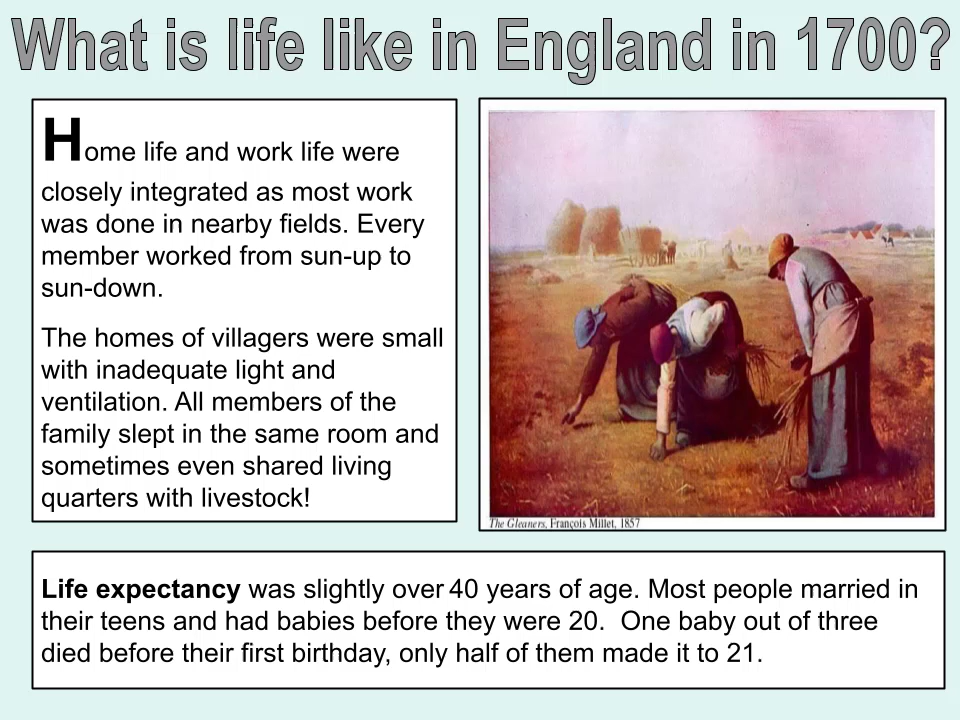 What is life like in England in 1700?
Home life and work life were
closely integrated as most work
was done in nearby fields. Every
member worked from sun-up to
sun-down.
The homes of villagers were small
with inadequate light and
ventilation. All members of the
family slept in the same room and
sometimes even shared living
quarters with livestock!
The Gleaners, François Millet, 1857
Life expectancy was slightly over 40 years of age. Most people married in
their teens and had babies before they were 20.  One baby out of three
died before their first birthday, only half of them made it to 21.